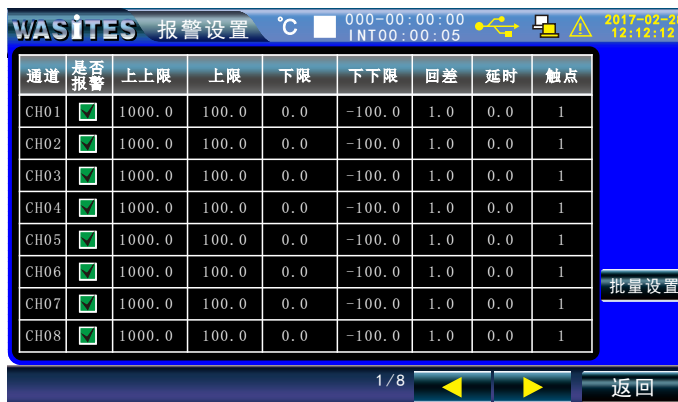 WASiTES 报警设置 ℃ 000-00:00:00 2017-02-28
INT00:00:05 12:12:12
通道 是否报警 上上限 上限 下限 下下限 回差 延时 触点
CH01 1000.0 100.0 0.0 -100.0 1.0 0.0 1
CH02 1000.0 100.0 0.0 -100.0 1.0 0.0 1
CH03 1000.0 100.0 0.0 -100.0 1.0 0.0 1
CH04 1000.0 100.0 0.0 -100.0 1.0 0.0 1
CH05 1000.0 100.0 0.0 -100.0 1.0 0.0 1
CH06 1000.0 100.0 0.0 -100.0 1.0 0.0 1
CH07 1000.0 100.0 0.0 -100.0 1.0 0.0 1
CH08 1000.0 100.0 0.0 -100.0 1.0 0.0 1
批量设置
1/8 返回